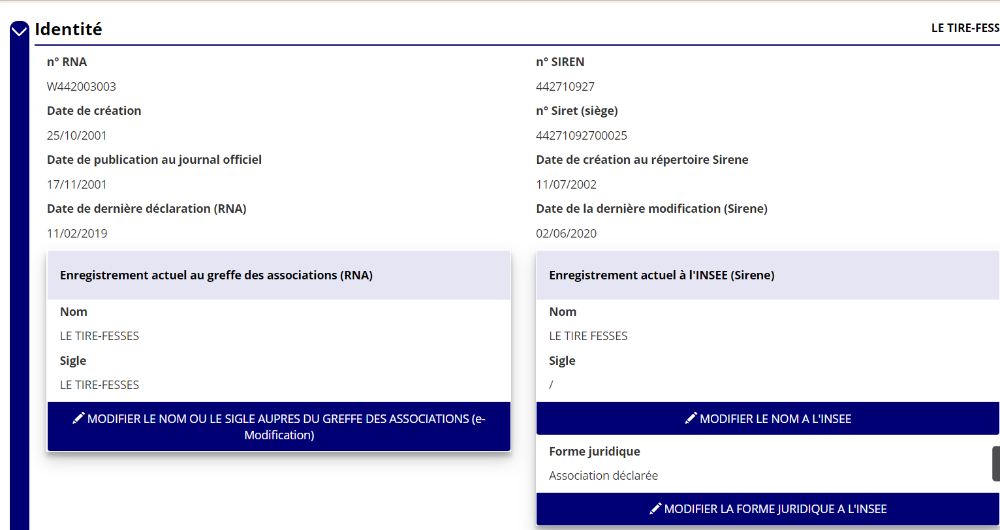 Identité
LE TIRE-FESS
n° RNA
W442003003
Date de création
25/10/2001
Date de publication au journal officiel
17/11/2001
Date de dernière déclaration (RNA)
11/02/2019
n° SIREN
442710927
n° Siret (siège)
44271092700025
Date de création au répertoire Sirene
11/07/2002
Date de la dernière modification (Sirene)
02/06/2020
Enregistrement actuel au greffe des associations (RNA)
Nom
LE TIRE-FESSES
Sigle
LE TIRE-FESSES
MODIFIER LE NOM OU LE SIGLE AUPRES DU GREFFE DES ASSOCIATIONS (e-
Modification)
Enregistrement actuel à l'INSEE (Sirene)
Nom
LE TIRE FESSES
Sigle
/
MODIFIER LE NOM A L'INSEE
Forme juridique
Association déclarée
MODIFIER LA FORME JURIDIQUE A L'INSEE